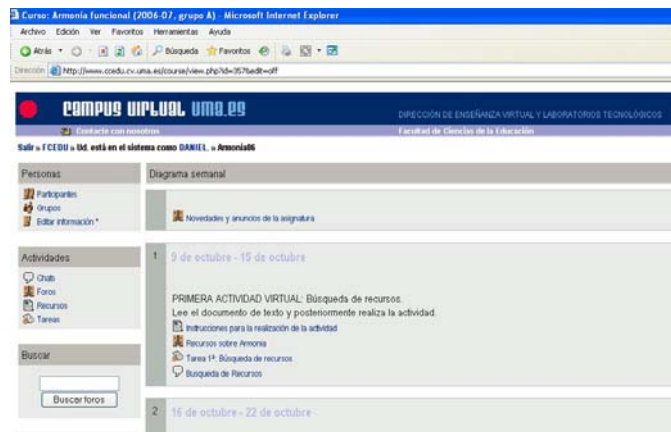 Curso: Armonía funcional (2006-07, grupo A) - Microsoft Internet Explorer
Archivo Edición Ver Favoritos Herramientas Ayuda
Atrás Búsqueda Favoritos
Dirección http://www.ccedu.cv.uma.es/course/view.php?id=357&edit=off
CAMPUS VIRTUAL UMA.ES
DIRECCIÓN DE ENSEÑANZA VIRTUAL Y LABORATORIOS TECNOLÓGICOS
Contacte con nosotros
Facultad de Ciencias de la Educación
Salir » FCEDU » Ud. está en el sistema como DANIEL. » Armonia06
Personas
Participantes
Grupos
Editar información *
Actividades
Chats
Foros
Recursos
Tareas
Buscar
Buscar foros
Diagrama semanal
Novedades y anuncios de la asignatura
1 9 de octubre - 15 de octubre
PRIMERA ACTIVIDAD VIRTUAL: Búsqueda de recursos.
Lee el documento de texto y posteriormente realiza la actividad.
Instrucciones para la realización de la actividad
Recursos sobre Armonia
Tarea 1ª: Búsqueda de recursos
Busqueda de Recursos
2 16 de octubre - 22 de octubre